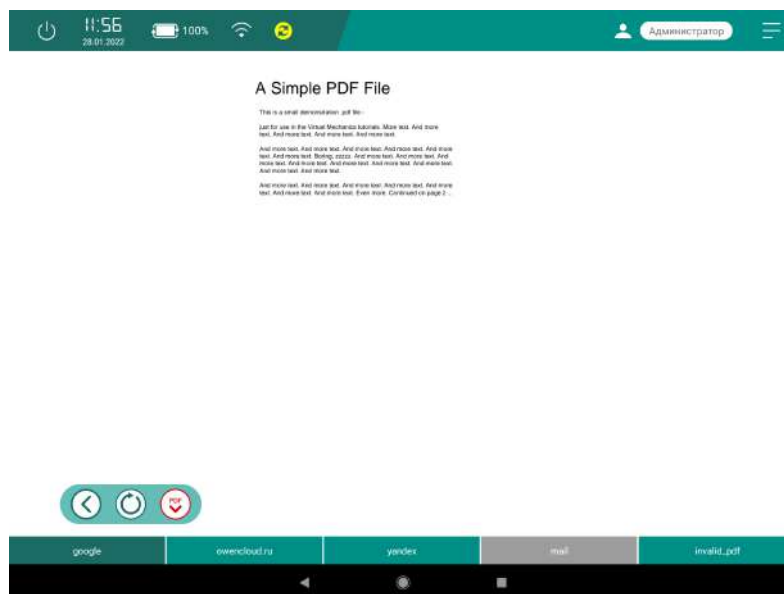 11:56
28.01.2022
100%
Администратор
A Simple PDF File
This is a small demonstration .pdf file -
just for use in the Virtual Mechanics tutorials. More text. And more
text. And more text. And more text. And more text.
And more text. And more text. And more text. And more text. And more
text. And more text. Boring, zzzzz. And more text. And more text. And
more text. And more text. And more text. And more text. And more text.
And more text. And more text.
And more text. And more text. And more text. And more text. And more
text. And more text. And more text. Even more. Continued on page 2 ...
PDF
google
owencloud.ru
yandex
mail
invalid_pdf